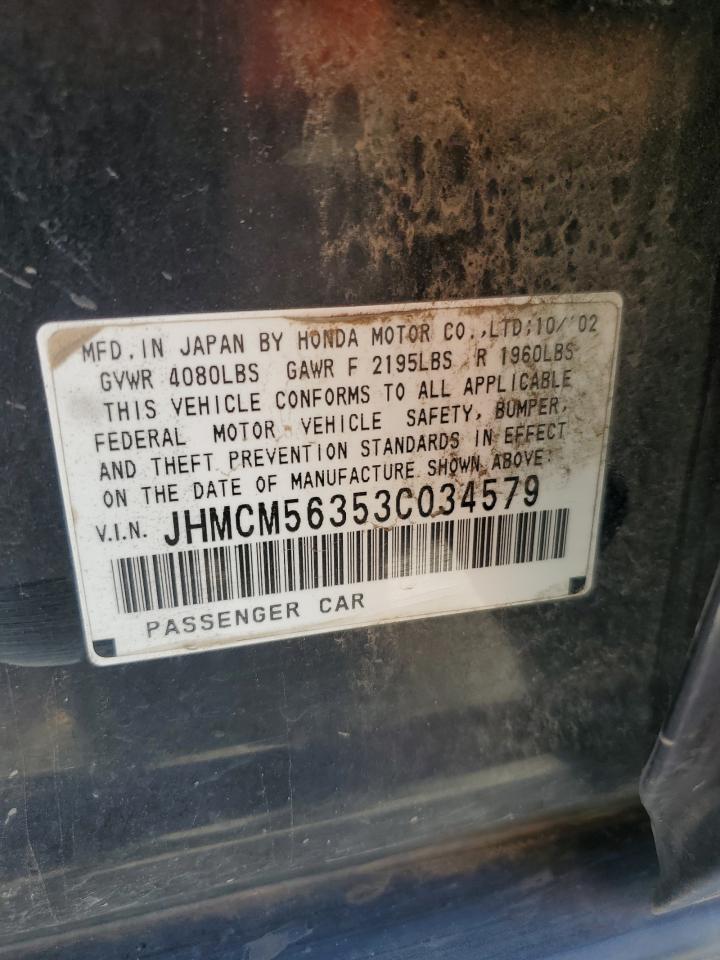 MFD. IN JAPAN BY HONDA MOTOR CO.,LTD;10/'02
GVWR 4080LBS GAWR F 2195LBS R 1960LBS
THIS VEHICLE CONFORMS TO ALL APPLICABLE
FEDERAL MOTOR VEHICLE SAFETY, BUMPER,
AND THEFT PREVENTION STANDARDS IN EFFECT
ON THE DATE OF MANUFACTURE SHOWN ABOVE:
V.I.N. JHMCM56353C034579
PASSENGER CAR